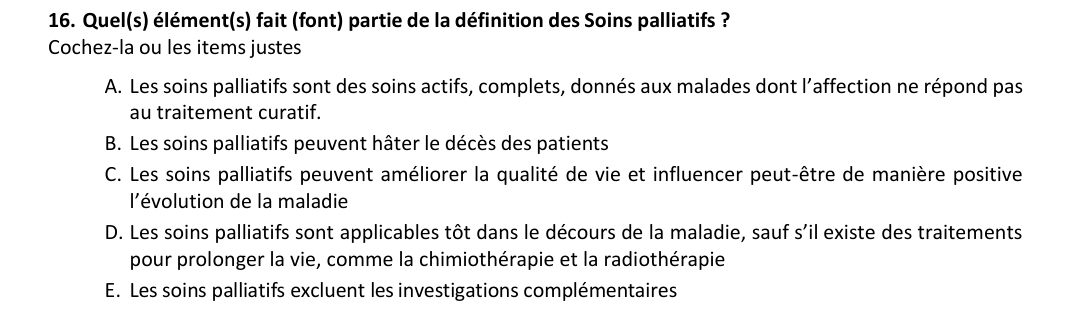 16. Quel(s) élément(s) fait (font) partie de la définition des Soins palliatifs ?
Cochez-la ou les items justes
A. Les soins palliatifs sont des soins actifs, complets, donnés aux malades dont l’affection ne répond pas
au traitement curatif.
B. Les soins palliatifs peuvent hâter le décès des patients
C. Les soins palliatifs peuvent améliorer la qualité de vie et influencer peut-être de manière positive
l’évolution de la maladie
D. Les soins palliatifs sont applicables tôt dans le décours de la maladie, sauf s’il existe des traitements
pour prolonger la vie, comme la chimiothérapie et la radiothérapie
E. Les soins palliatifs excluent les investigations complémentaires